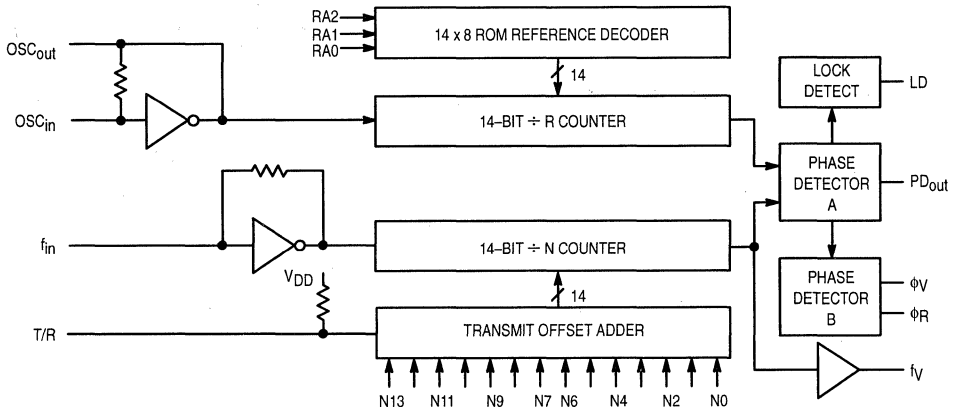 RA2
RA1
RA0
14 x 8 ROM REFERENCE DECODER
OSCout
14
LOCK
DETECT
LD
OSCin
14–BIT ÷ R COUNTER
PHASE
DETECTOR
A
PDout
fin
14–BIT ÷ N COUNTER
VDD
14
PHASE
DETECTOR
B
ϕV
ϕR
T/R
TRANSMIT OFFSET ADDER
fV
N13 N11 N9 N7 N6 N4 N2 N0